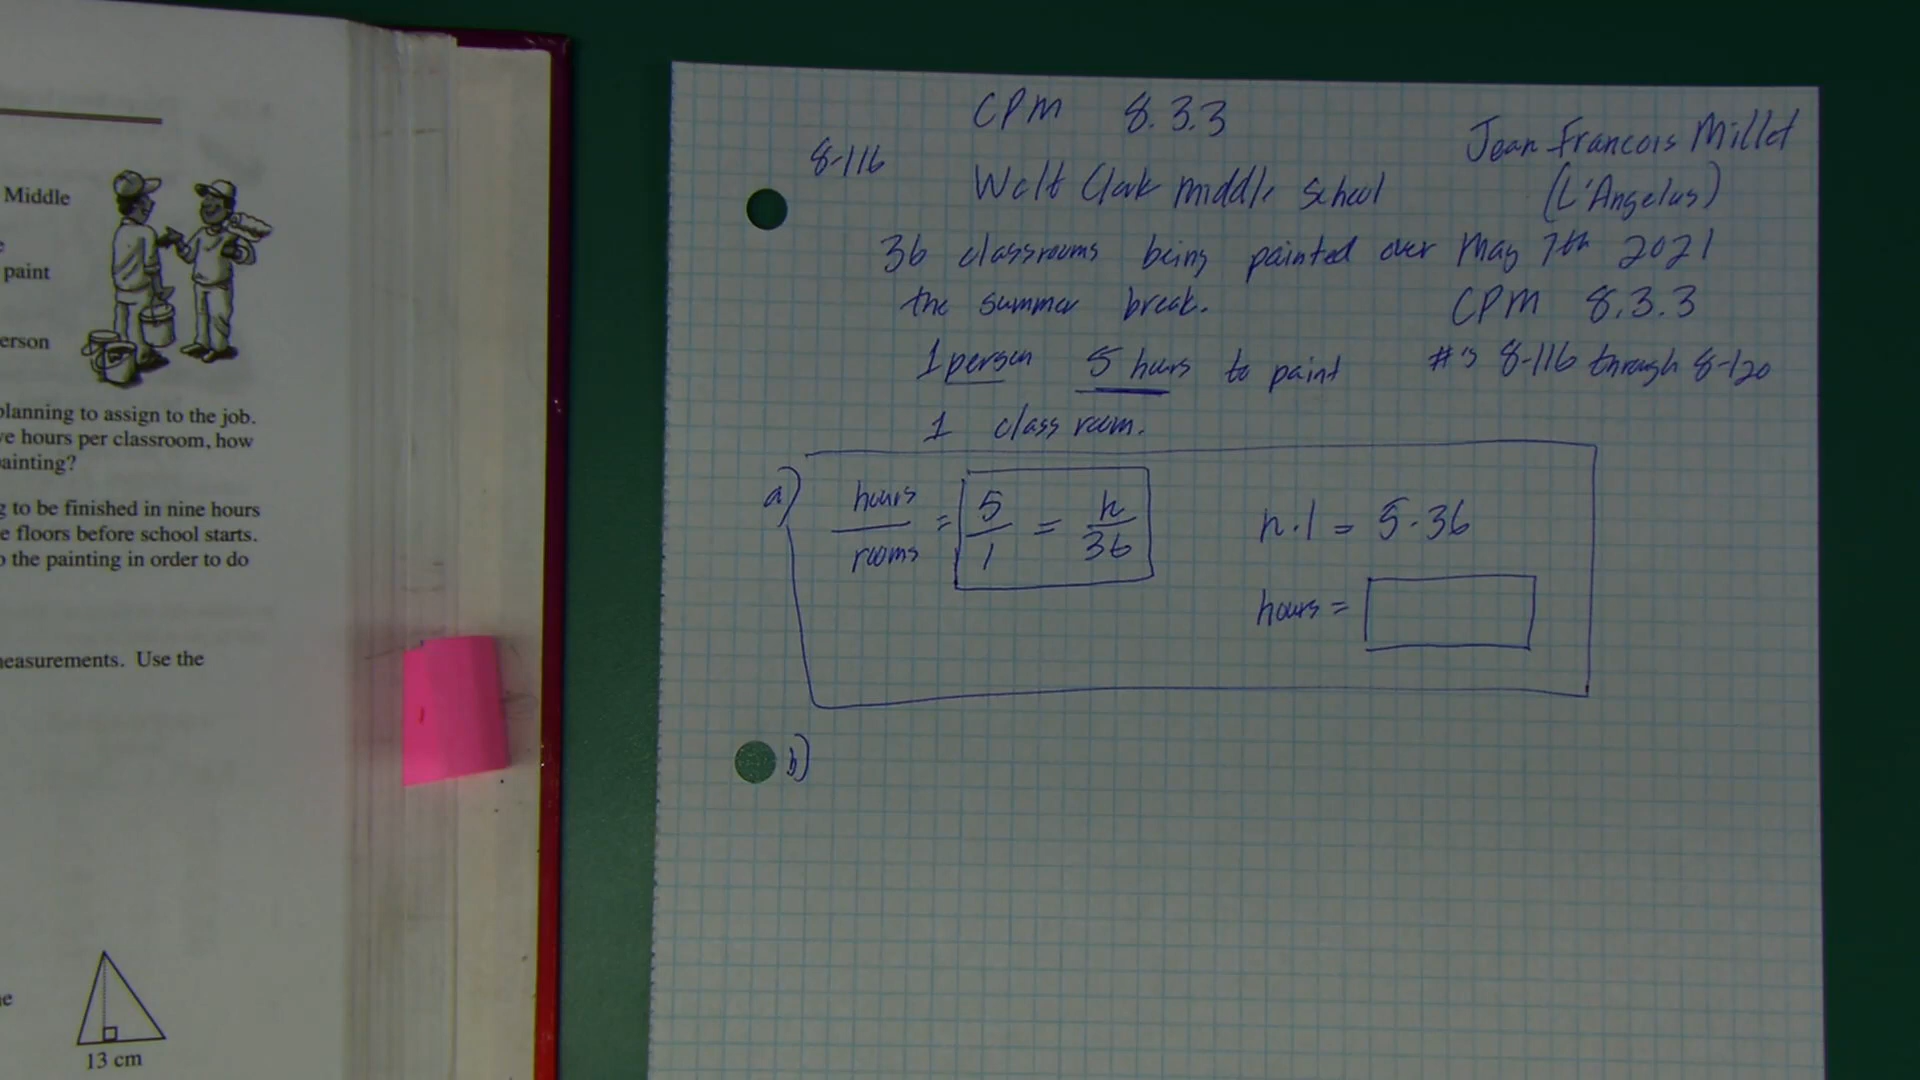 Middle
paint
erson
planning to assign to the job.
ve hours per classroom, how
ainting?
g to be finished in nine hours
e floors before school starts.
o the painting in order to do
neasurements. Use the
e
13 cm
CPM 8.3.3
Jean Francois Millet
8-116
Walt Clark middle school
(L'Angelus)
36 classrooms being painted over
May 7th 2021
the summer break.
CPM 8.3.3
1 person 5 hours to paint
#'s 8-116 through 8-120
1 class room.
a) hours / rooms = 5 / 1 = h / 36
h · 1 = 5 · 36
hours =
b)